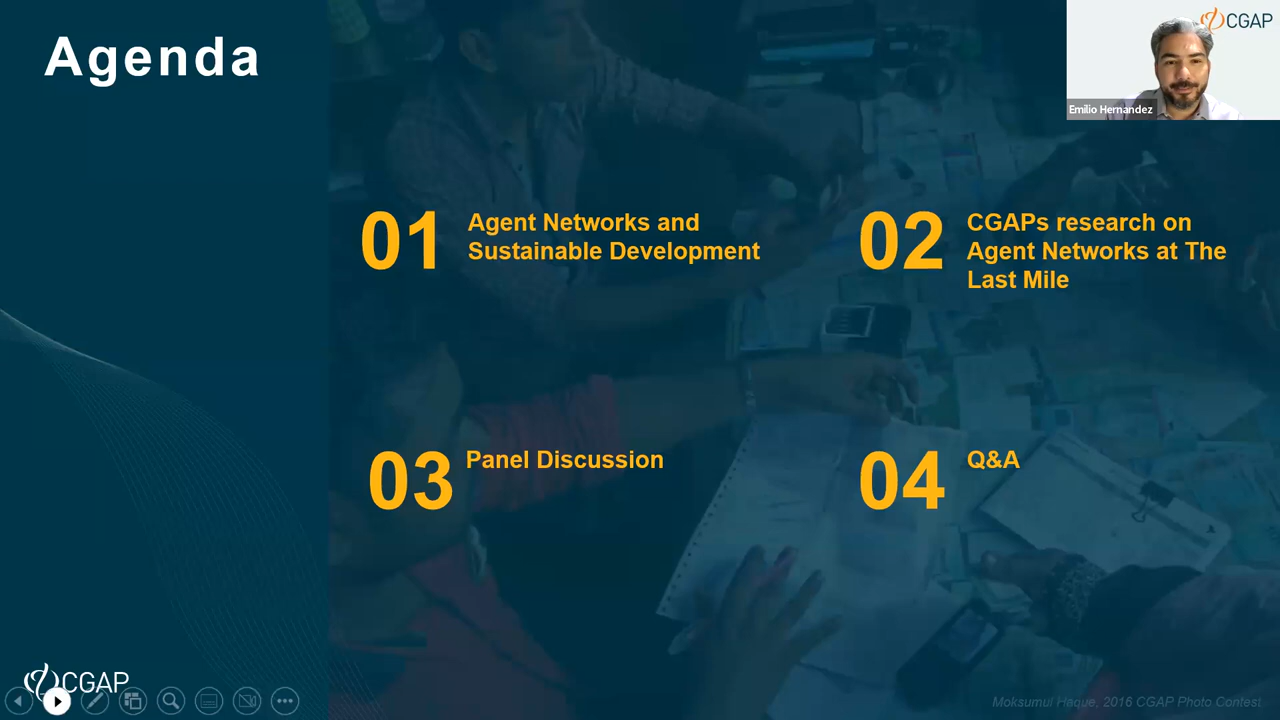 Agenda
CGAP
Emilio Hernandez
01
Agent Networks and
Sustainable Development
02
CGAPs research on
Agent Networks at The
Last Mile
03
Panel Discussion
04
Q&A
CGAP
Moksumul Haque, 2016 CGAP Photo Contest